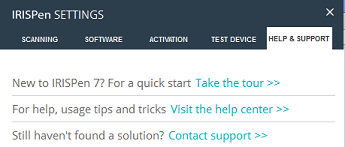 IRISPen SETTINGS
SCANNING SOFTWARE ACTIVATION TEST DEVICE HELP & SUPPORT
New to IRISPen 7? For a quick start Take the tour >>
For help, usage tips and tricks Visit the help center >>
Still haven't found a solution? Contact support >>